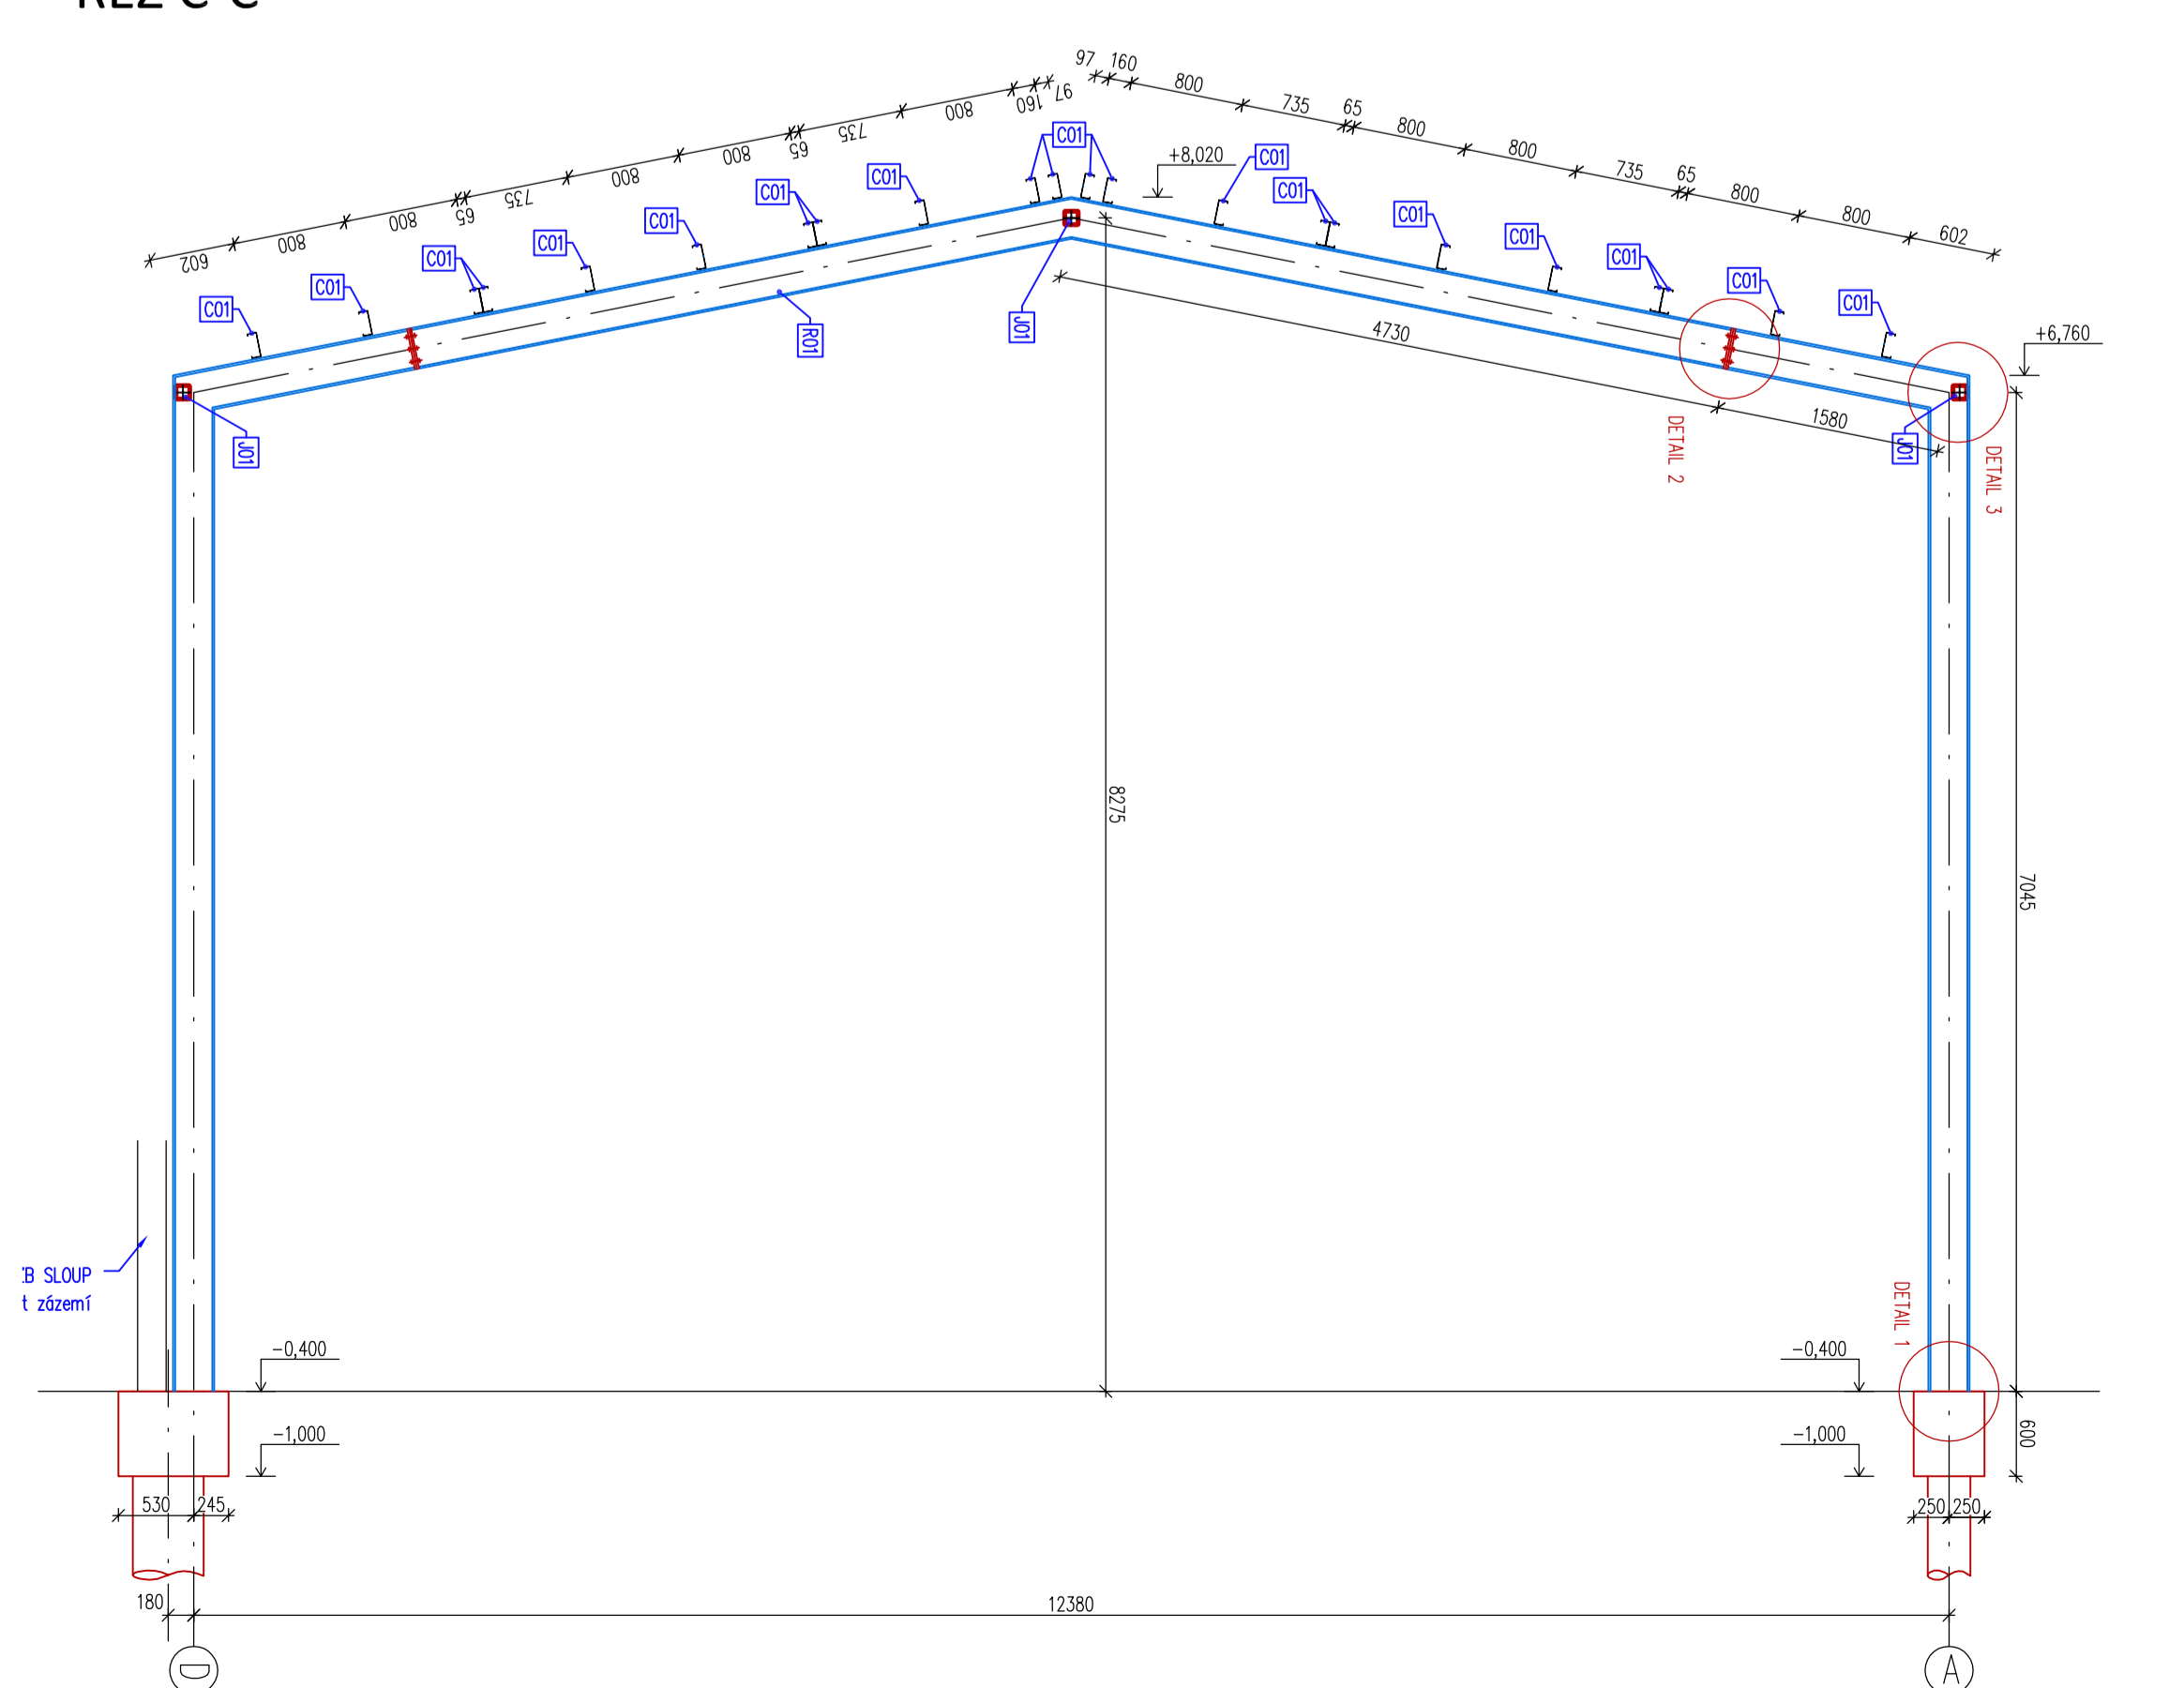 ŘEZ C-C
97 160 800 735 65 800 800 735 65 800 800 602
602 800 800 65 735 800 800 65 735 800 160 97
C01
+8,020
C01
C01
C01
C01
C01
C01
C01
C01
C01
C01
C01
C01
C01
C01
+6,760
4730
1580
R01
J01
J01
J01
DETAIL 2
DETAIL 3
8275
7045
SLOUP
zázemí
DETAIL 1
-0,400
-0,400
-1,000
-1,000
600
530 245
250 250
180
12380
D
A